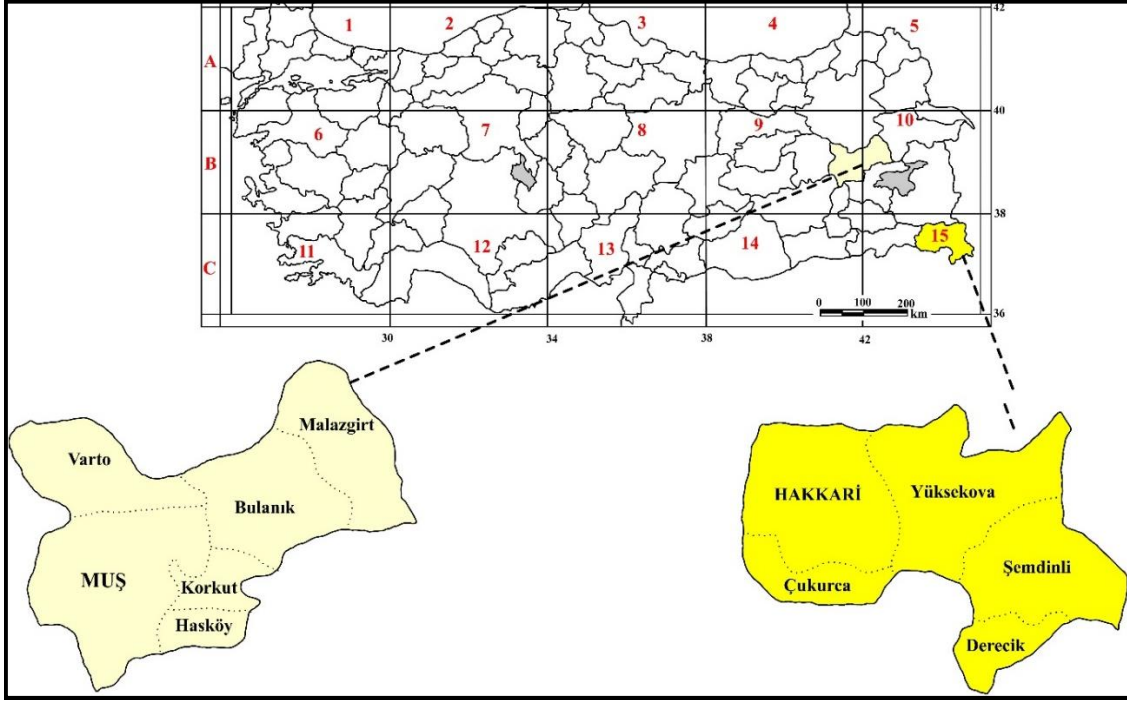 42
1 2 3 4 5
A
40
6 7 8 9 10
B
38
11 12 13 14 15
C
0 100 200
km
36
30 34 38 42
Malazgirt
Varto
Bulanık
MUŞ
Korkut
Hasköy
HAKKARİ
Yüksekova
Şemdinli
Çukurca
Derecik